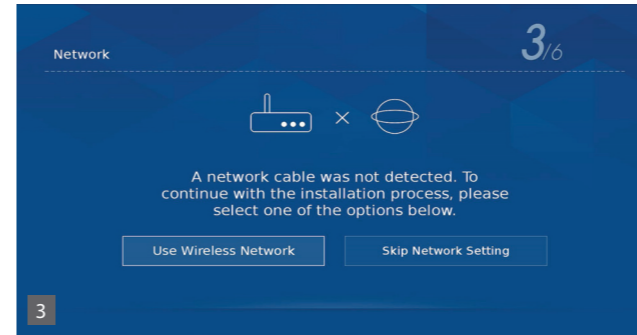 Network
3/6
A network cable was not detected. To
continue with the installation process, please
select one of the options below.
Use Wireless Network
Skip Network Setting
3